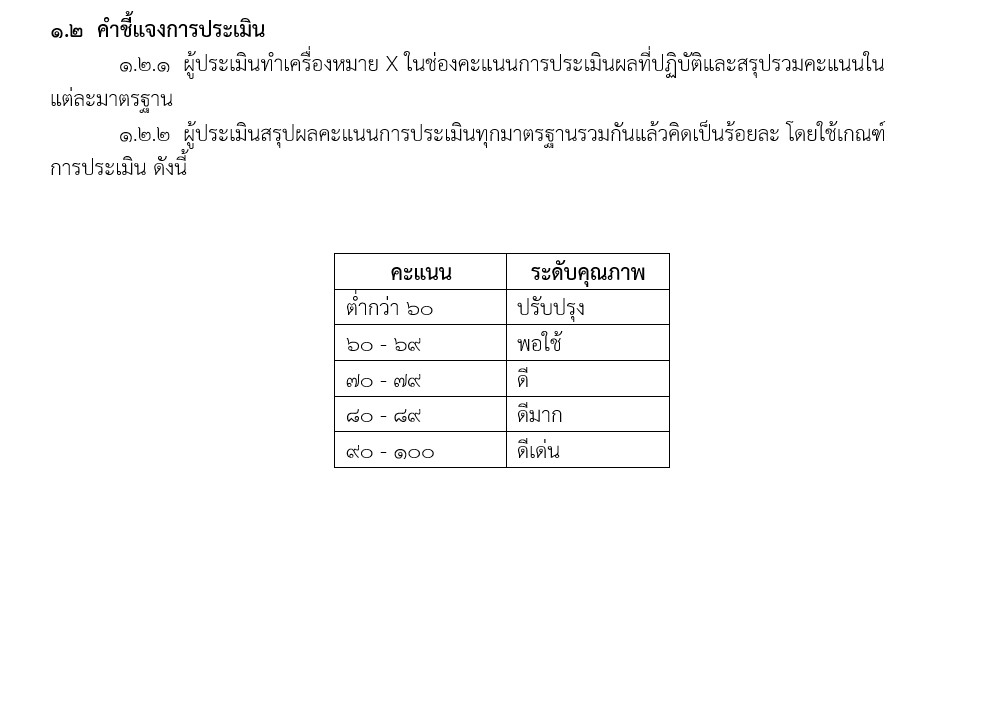 ๑.๒ คำชี้แจงการประเมิน
๑.๒.๑ ผู้ประเมินทำเครื่องหมาย X ในช่องคะแนนการประเมินผลที่ปฏิบัติและสรุปรวมคะแนนใน
แต่ละมาตรฐาน
๑.๒.๒ ผู้ประเมินสรุปผลคะแนนการประเมินทุกมาตรฐานรวมกันแล้วคิดเป็นร้อยละ โดยใช้เกณฑ์
การประเมิน ดังนี้
คะแนน ระดับคุณภาพ
ต่ำกว่า ๖๐ ปรับปรุง
๖๐ - ๖๙ พอใช้
๗๐ - ๗๙ ดี
๘๐ - ๘๙ ดีมาก
๙๐ - ๑๐๐ ดีเด่น